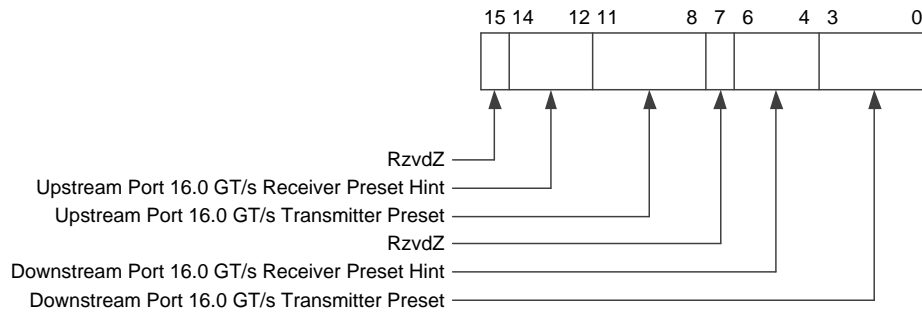 15 14 12 11 8 7 6 4 3 0
RzvdZ
Upstream Port 16.0 GT/s Receiver Preset Hint
Upstream Port 16.0 GT/s Transmitter Preset
RzvdZ
Downstream Port 16.0 GT/s Receiver Preset Hint
Downstream Port 16.0 GT/s Transmitter Preset